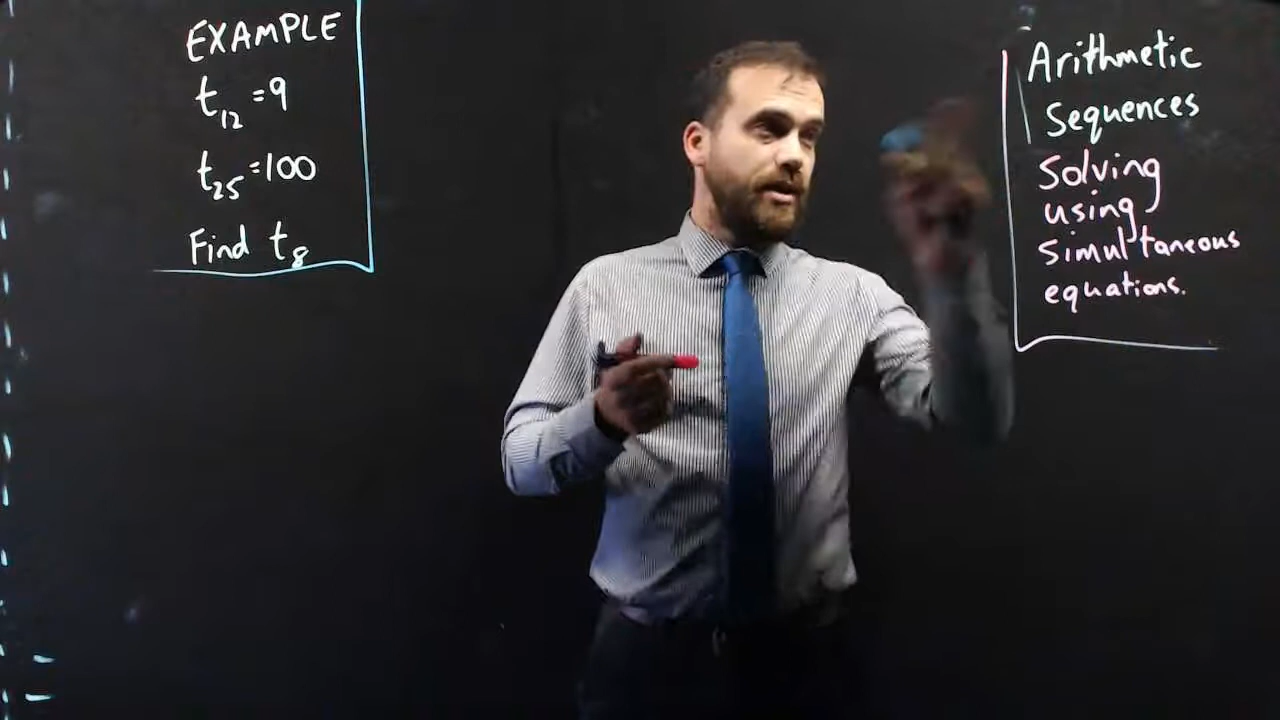 EXAMPLE
t₁₂ = 9
t₂₅ = 100
Find t₈
Arithmetic
Sequences
Solving
using
Simultaneous
equations.